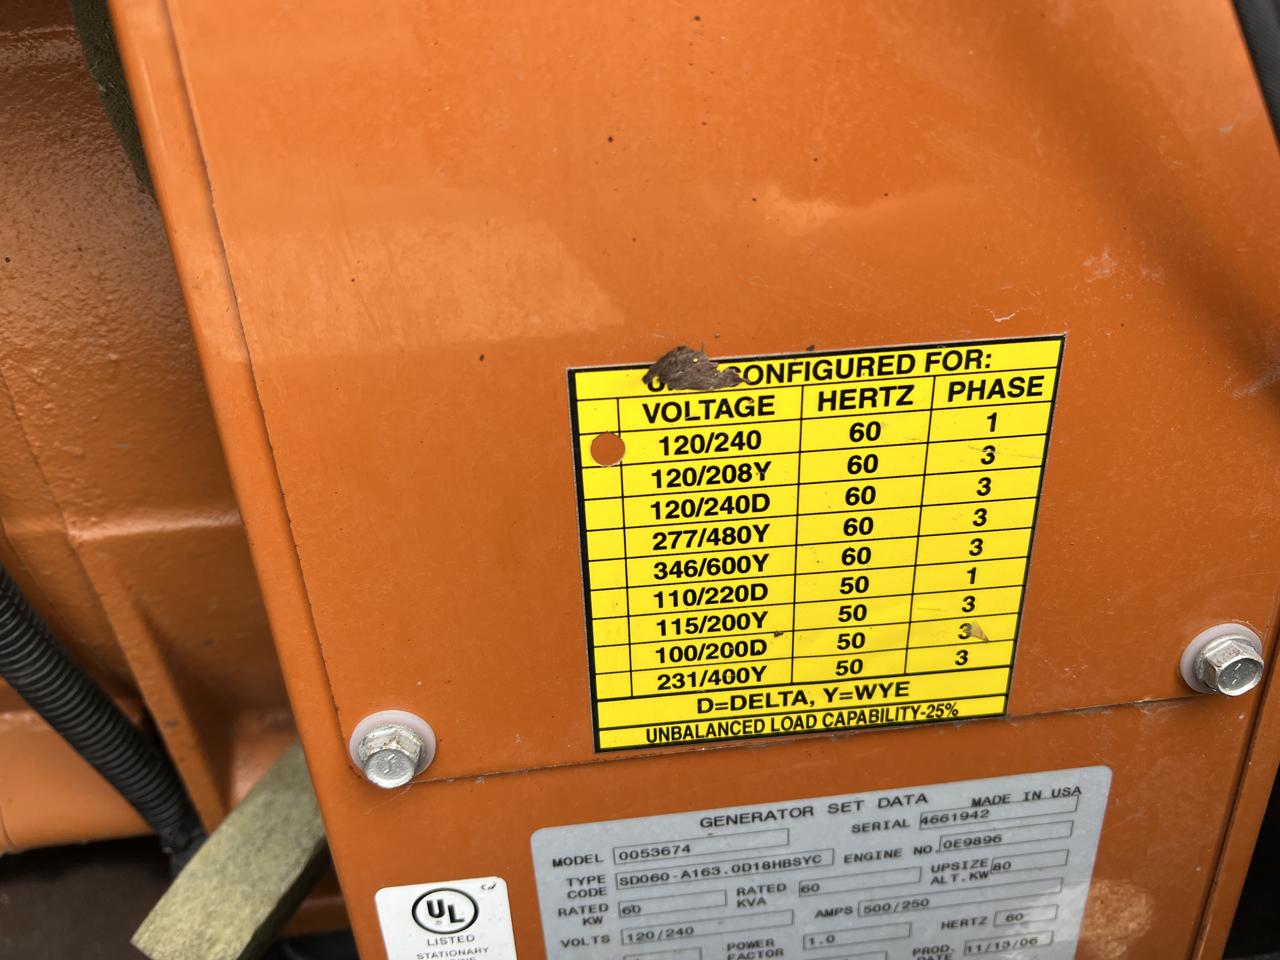 CONFIGURED FOR:
VOLTAGE HERTZ PHASE
120/240 60 1
120/208Y 60 3
120/240D 60 3
277/480Y 60 3
346/600Y 60 3
110/220D 50 1
115/200Y 50 3
100/200D 50 3
231/400Y 50 3
D=DELTA, Y=WYE
UNBALANCED LOAD CAPABILITY-25%
GENERATOR SET DATA MADE IN USA
SERIAL 4661942
MODEL 0053674 ENGINE NO. 0E9896
TYPE CODE SD060-A163.0D18HBSYC UPSIZE ALT.KW 80
RATED KW 60 RATED KVA 60
AMPS 500/250 HERTZ 60
VOLTS 120/240 POWER FACTOR 1.0 PROD. DATE 11/13/06
UL
LISTED
STATIONARY